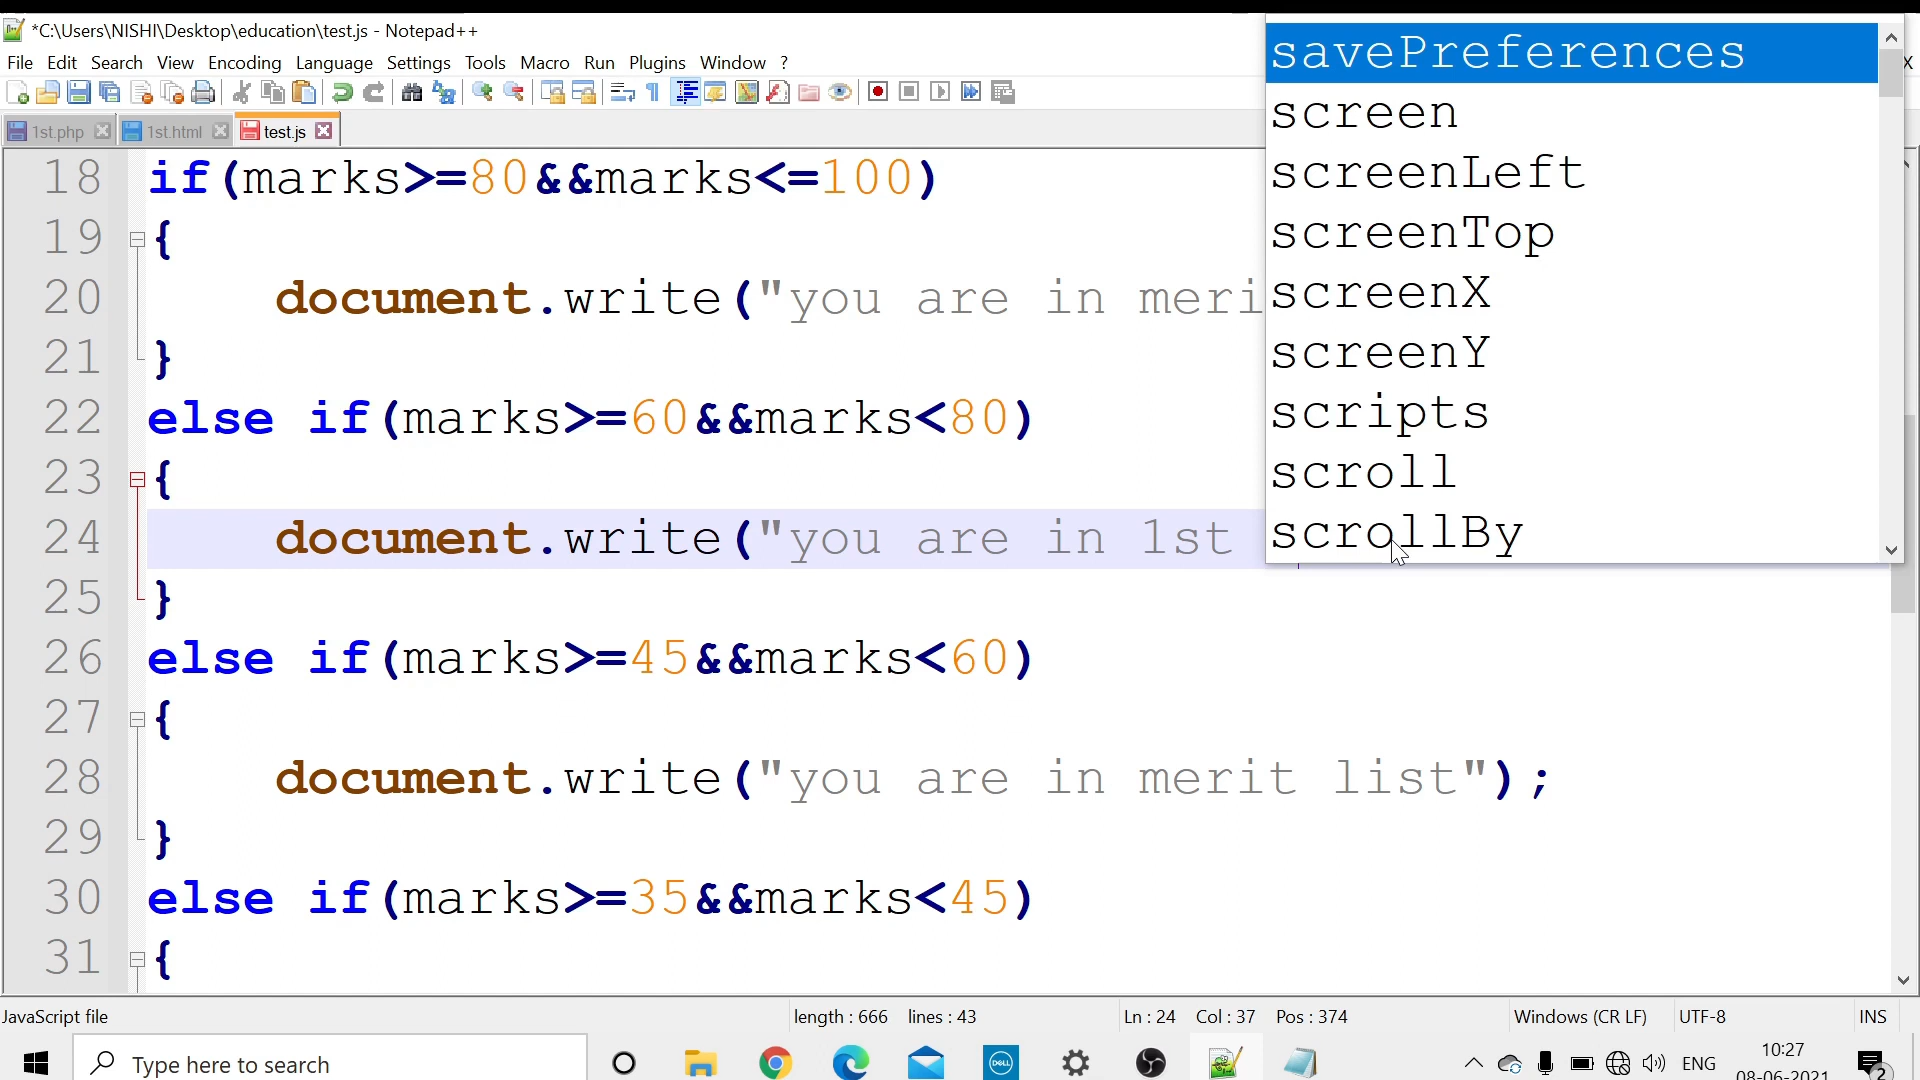 *C:\Users\NISHI\Desktop\education\test.js - Notepad++
File Edit Search View Encoding Language Settings Tools Macro Run Plugins Window ?
X
1st.php 1st.html test.js
savePreferences
screen
screenLeft
screenTop
screenX
screenY
scripts
scroll
scrollBy
18 if(marks>=80&&marks<=100)
19 {
20 document.write("you are in meri
21 }
22 else if(marks>=60&&marks<80)
23 {
24 document.write("you are in 1st
25 }
26 else if(marks>=45&&marks<60)
27 {
28 document.write("you are in merit list");
29 }
30 else if(marks>=35&&marks<45)
31 {
JavaScript file length : 666 lines : 43 Ln : 24 Col : 37 Pos : 374 Windows (CR LF) UTF-8 INS
Type here to search DELL ENG 10:27
08-06-2021 2